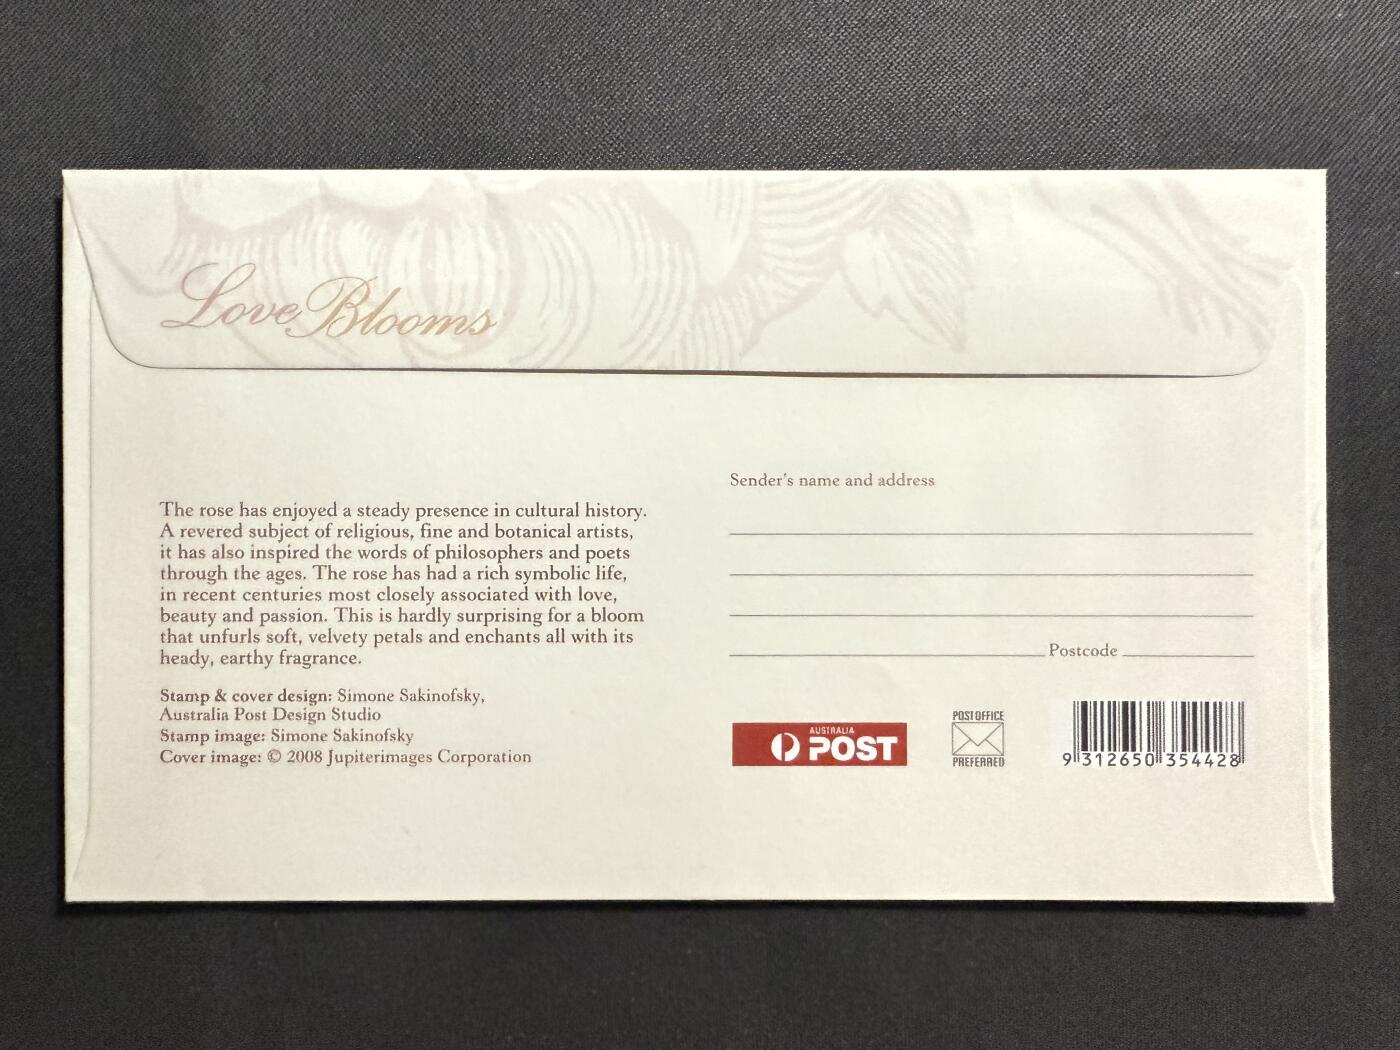 Love Blooms
The rose has enjoyed a steady presence in cultural history.
A revered subject of religious, fine and botanical artists,
it has also inspired the words of philosophers and poets
through the ages. The rose has had a rich symbolic life,
in recent centuries most closely associated with love,
beauty and passion. This is hardly surprising for a bloom
that unfurls soft, velvety petals and enchants all with its
heady, earthy fragrance.
Stamp & cover design: Simone Sakinofsky,
Australia Post Design Studio
Stamp image: Simone Sakinofsky
Cover image: © 2008 Jupiterimages Corporation
Sender's name and address
Postcode
AUSTRALIA
POST
POST OFFICE
PREFERRED
9 312650 354428